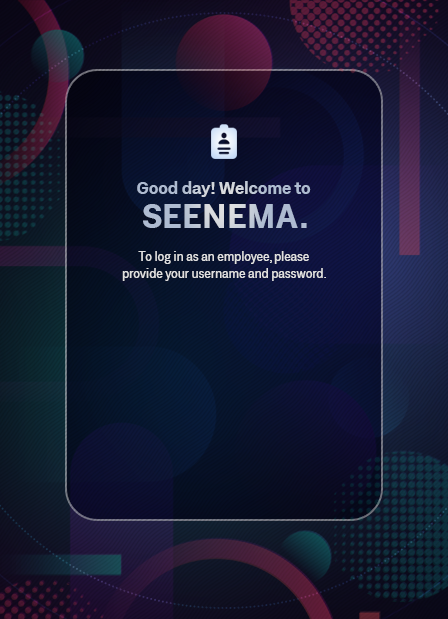 Good day! Welcome to
SEENEMA.
To log in as an employee, please
provide your username and password.